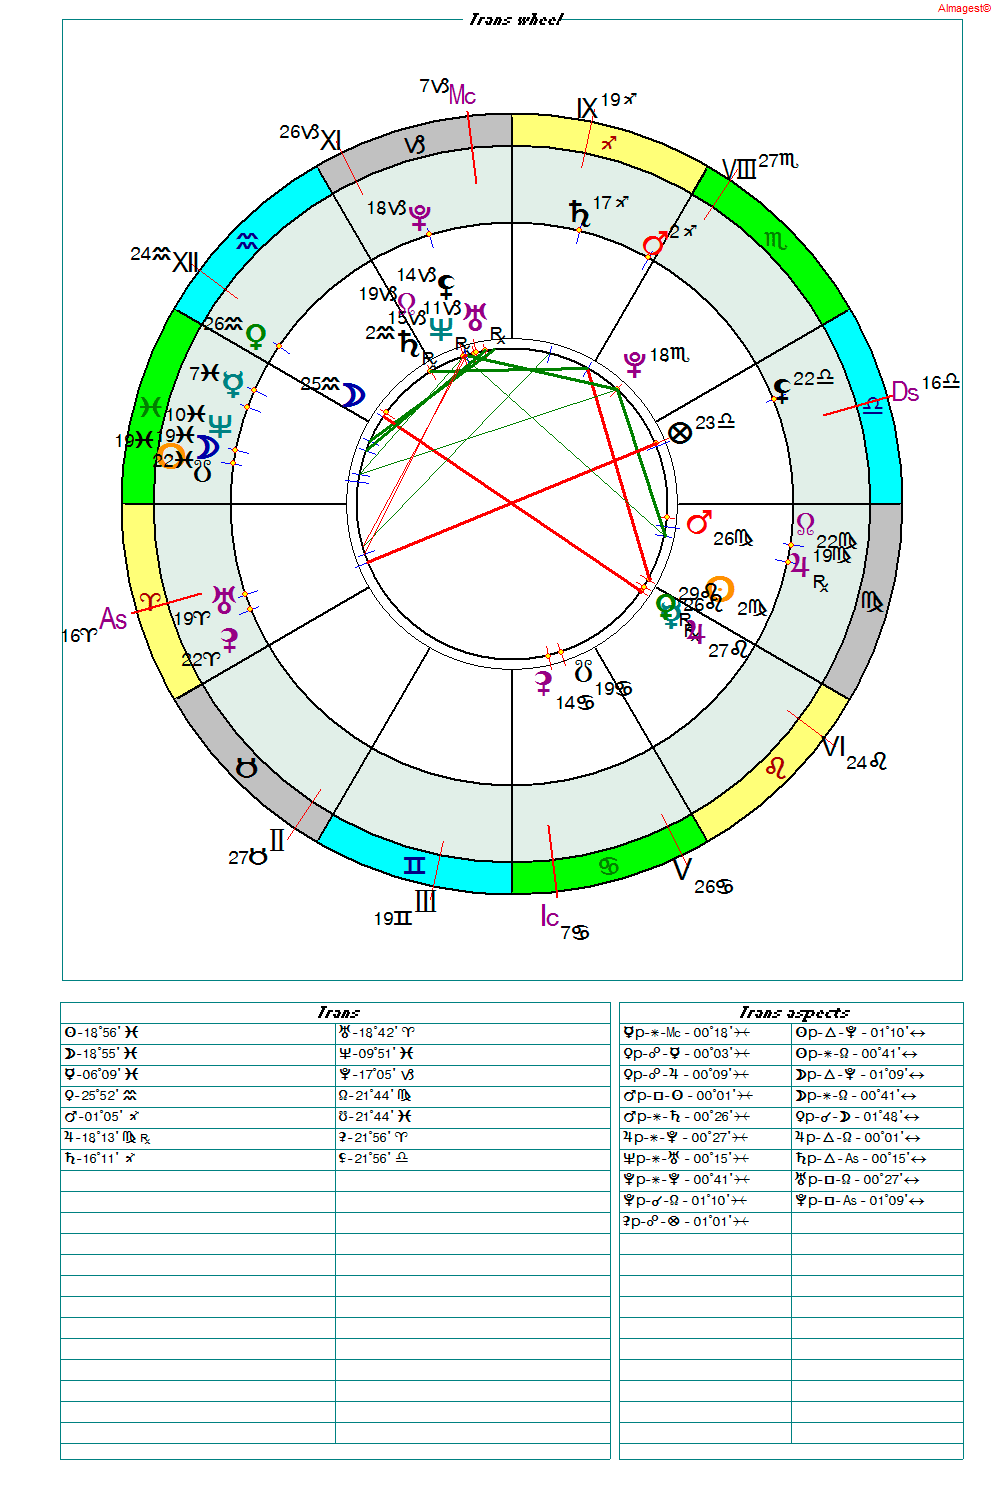 Almagest©
Trans wheel
7♑Mc
IX 19♐
26♑XI
VIII 27♏
♑
♐
18♑♇
♄ 17♐
♂ 2♐
♏
♒
24♒XII
14♑⚸
19♑☊
15♑♆
11♑♅
2♒♄
℞
℞
℞
26♒♀
♇ 18♏
7♓☿
25♒☽
⚸ 22♎
Ds 16♎
♎
♓
10♓♆
⊗ 23♎
19♓☽
19♓☉
22♓☋
♂ 26♍
☊ 22♍
♃ 19♍
℞
♈
19♈♅
As
16♈
22♈⚳
29♌
26♌
♀
☿
℞
℞
♃ 27♌
☉ 2♍
♍
⚳ 14♋
☋ 19♋
VI 24♌
♌
♉
27♉ II
♊
♋
V 26♋
19♊ III
Ic
7♋
Trans
☉-18°56'♓
♅-18°42'♈
☽-18°55'♓
♆-09°51'♓
☿-06°09'♓
♇-17°05'♑
♀-25°52'♒
☊-21°44'♍
♂-01°05'♐
☋-21°44'♓
♃-18°13'♍℞
⚳-21°56'♈
♄-16°11'♐
⚸-21°56'♎
Trans aspects
☿p-⚹-Mc - 00°18'
☉p-△-♇ - 01°10'↔
♀p-☍-☿ - 00°03'
☉p-⚹-☊ - 00°41'↔
♀p-☍-♃ - 00°09'
☽p-△-♇ - 01°09'↔
♂p-□-☉ - 00°01'
☽p-⚹-☊ - 00°41'↔
♂p-⚹-♄ - 00°26'
♀p-☌-☽ - 01°48'↔
♃p-⚹-♇ - 00°27'
♃p-△-☊ - 00°01'↔
♆p-⚹-♅ - 00°15'
♄p-△-As - 00°15'↔
♇p-⚹-♇ - 00°41'
♅p-□-☊ - 00°27'↔
♇p-☌-☊ - 01°10'
♇p-□-As - 01°09'↔
⚳p-☍-⊗ - 01°01'